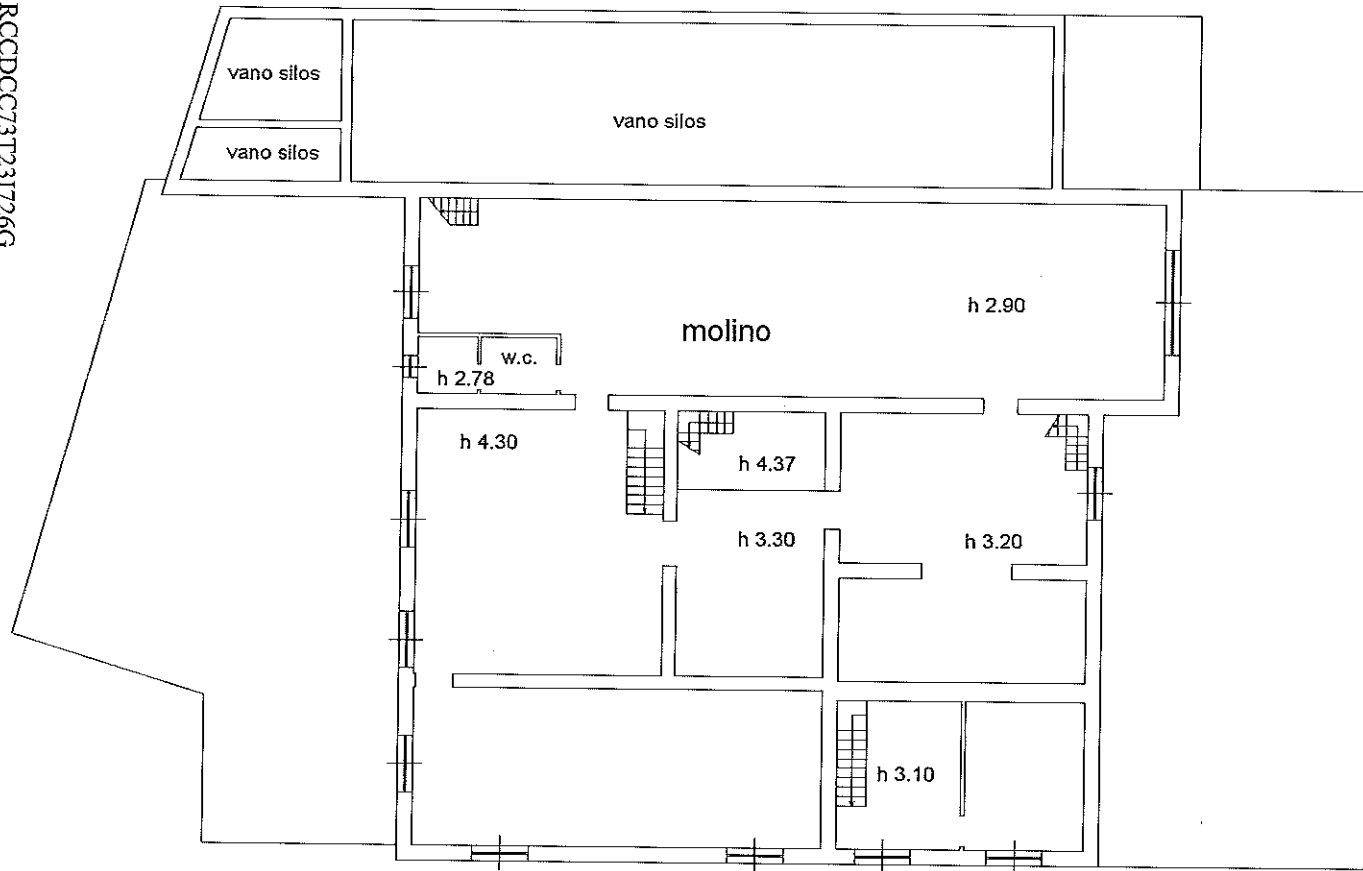 RCCDCC73T23I726G
vano silos
vano silos
vano silos
h 2.90
molino
w.c.
h 2.78
h 4.30
h 4.37
h 3.30
h 3.20
h 3.10